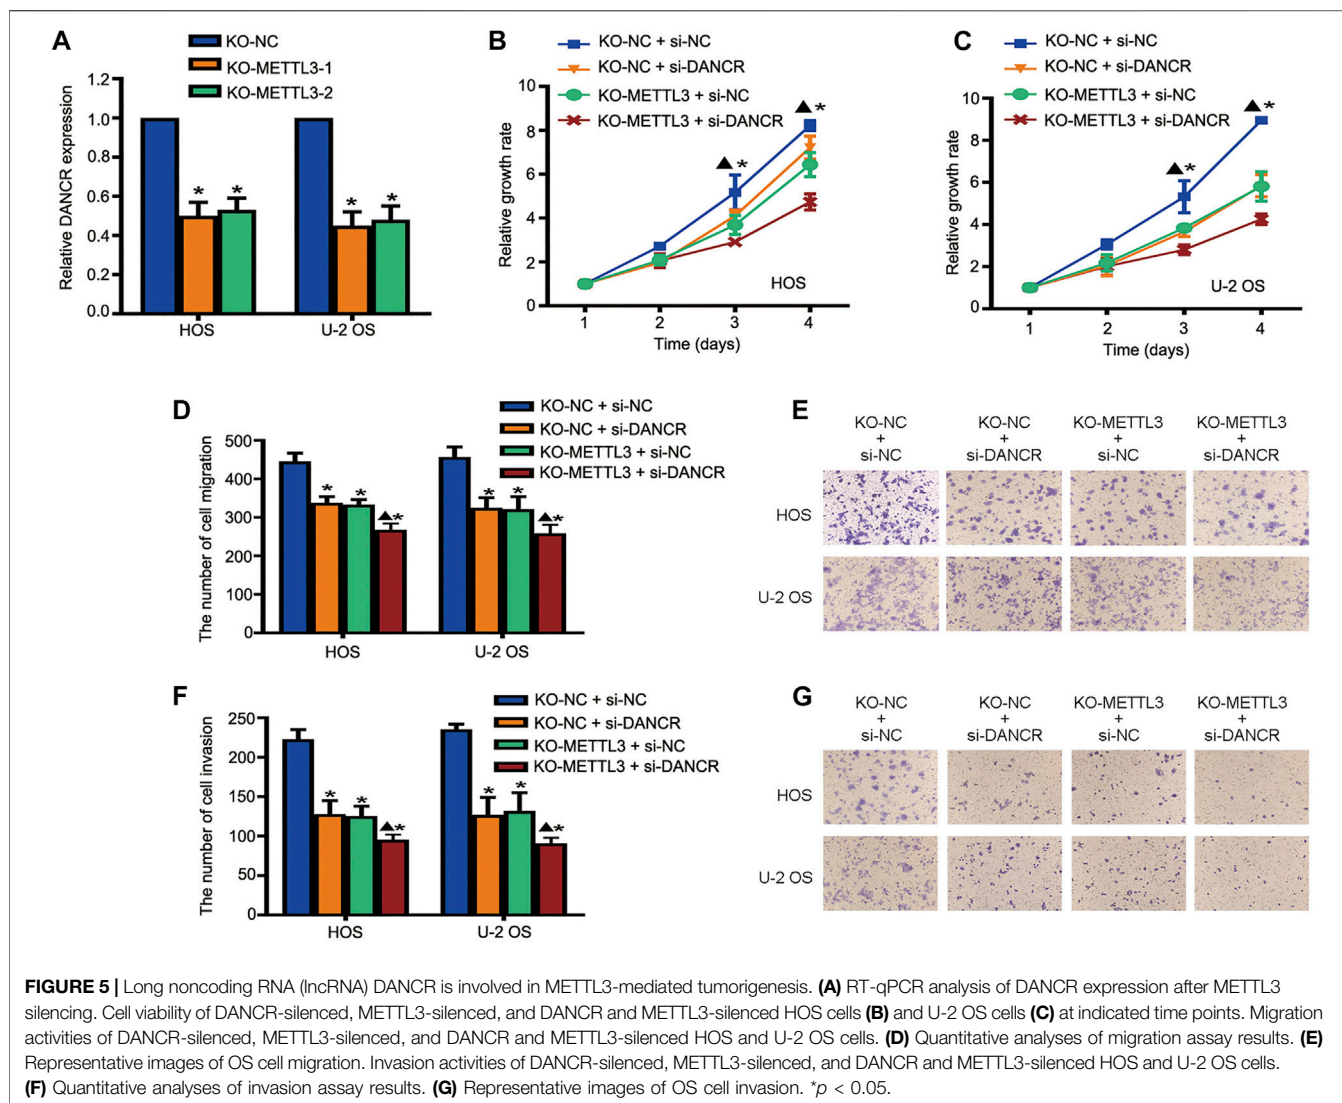 A
KO-NC
KO-METTL3-1
KO-METTL3-2
Relative DANCR expression
1.2
1.0
0.8
0.6
0.4
0.2
0.0
* *
* *
HOS U-2 OS
B
KO-NC + si-NC
KO-NC + si-DANCR
KO-METTL3 + si-NC
KO-METTL3 + si-DANCR
Relative growth rate
10
8
6
4
2
0
▲*
▲*
HOS
1 2 3 4
Time (days)
C
KO-NC + si-NC
KO-NC + si-DANCR
KO-METTL3 + si-NC
KO-METTL3 + si-DANCR
Relative growth rate
10
8
6
4
2
0
▲*
▲*
U-2 OS
1 2 3 4
Time (days)
D
KO-NC + si-NC
KO-NC + si-DANCR
KO-METTL3 + si-NC
KO-METTL3 + si-DANCR
The number of cell migration
500
400
300
200
100
0
* * ▲*
* * ▲*
HOS U-2 OS
E
KO-NC KO-NC KO-METTL3 KO-METTL3
+ + + +
si-NC si-DANCR si-NC si-DANCR
HOS
U-2 OS
F
KO-NC + si-NC
KO-NC + si-DANCR
KO-METTL3 + si-NC
KO-METTL3 + si-DANCR
The number of cell invasion
250
200
150
100
50
0
* * ▲*
* * ▲*
HOS U-2 OS
G
KO-NC KO-NC KO-METTL3 KO-METTL3
+ + + +
si-NC si-DANCR si-NC si-DANCR
HOS
U-2 OS
FIGURE 5 | Long noncoding RNA (lncRNA) DANCR is involved in METTL3-mediated tumorigenesis. (A) RT-qPCR analysis of DANCR expression after METTL3
silencing. Cell viability of DANCR-silenced, METTL3-silenced, and DANCR and METTL3-silenced HOS cells (B) and U-2 OS cells (C) at indicated time points. Migration
activities of DANCR-silenced, METTL3-silenced, and DANCR and METTL3-silenced HOS and U-2 OS cells. (D) Quantitative analyses of migration assay results. (E)
Representative images of OS cell migration. Invasion activities of DANCR-silenced, METTL3-silenced, and DANCR and METTL3-silenced HOS and U-2 OS cells.
(F) Quantitative analyses of invasion assay results. (G) Representative images of OS cell invasion. *p < 0.05.